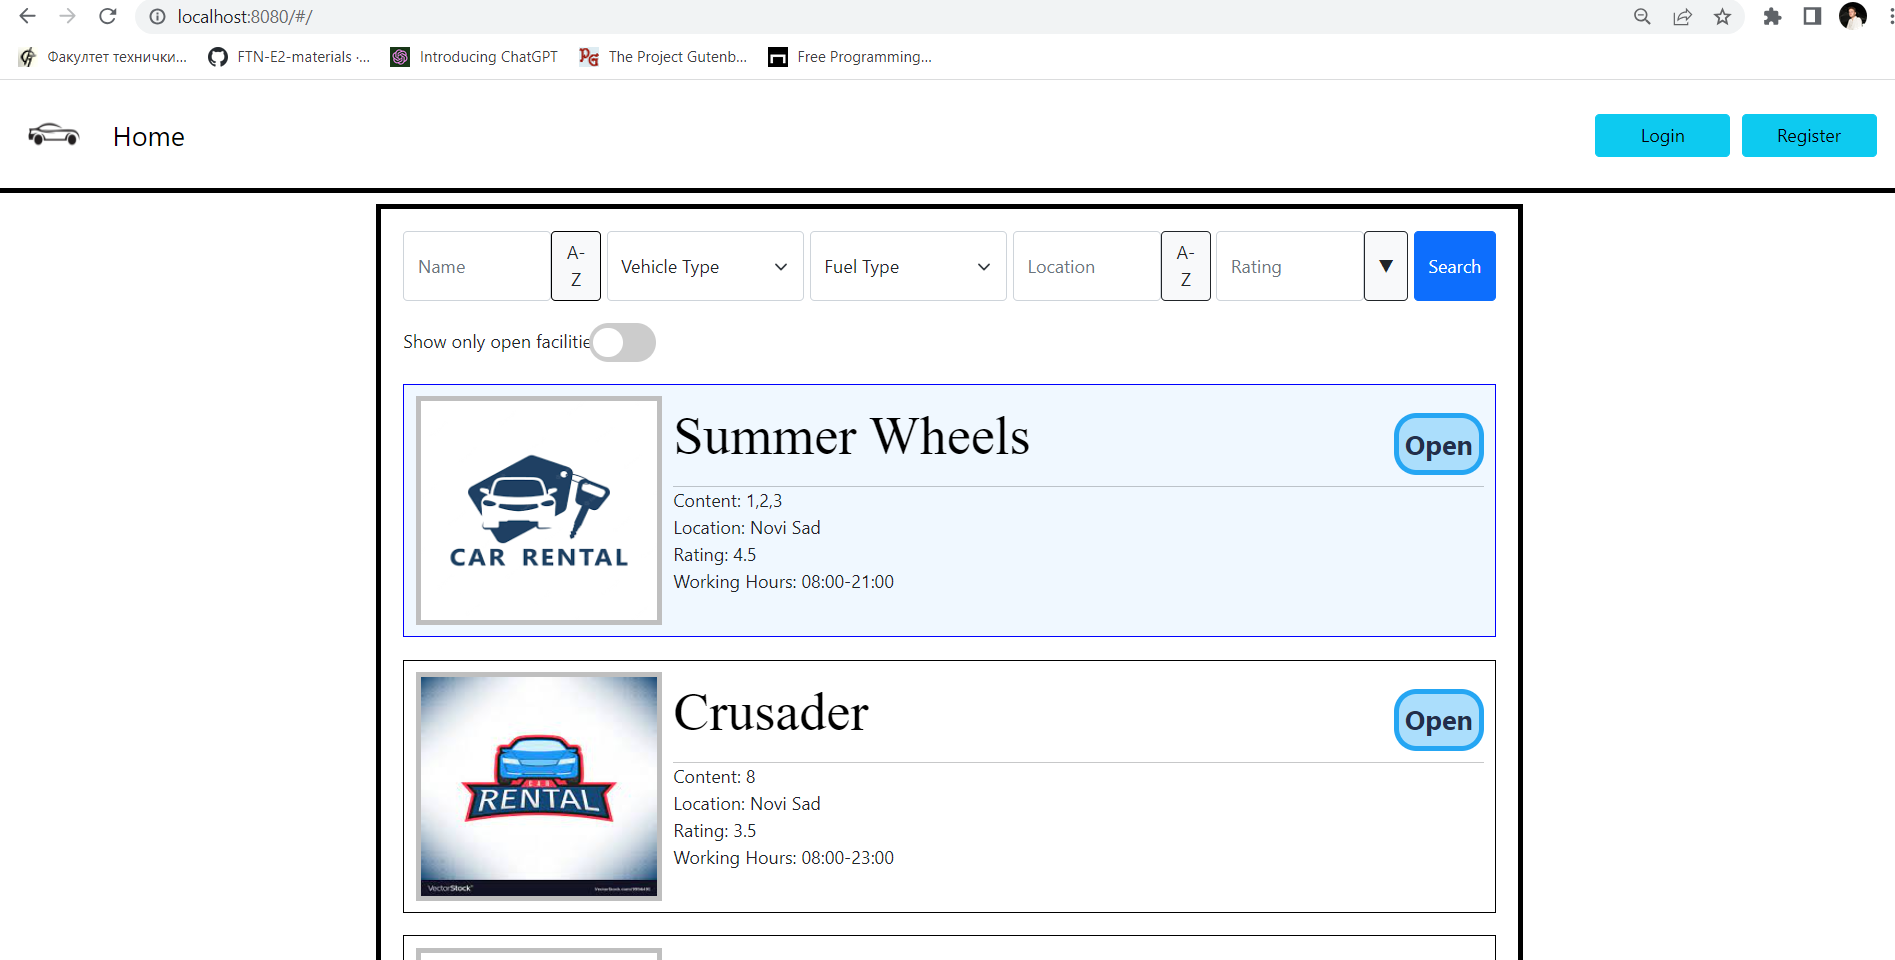 localhost:8080/#/
Факултет технички...
FTN-E2-materials ·...
Introducing ChatGPT
The Project Gutenb...
Free Programming...
Home
Login
Register
Name
A-
Z
Vehicle Type
Fuel Type
Location
A-
Z
Rating
▼
Search
Show only open facilitie
Summer Wheels
Open
CAR RENTAL
Content: 1,2,3
Location: Novi Sad
Rating: 4.5
Working Hours: 08:00-21:00
Crusader
Open
RENTAL
VectorStock
Content: 8
Location: Novi Sad
Rating: 3.5
Working Hours: 08:00-23:00